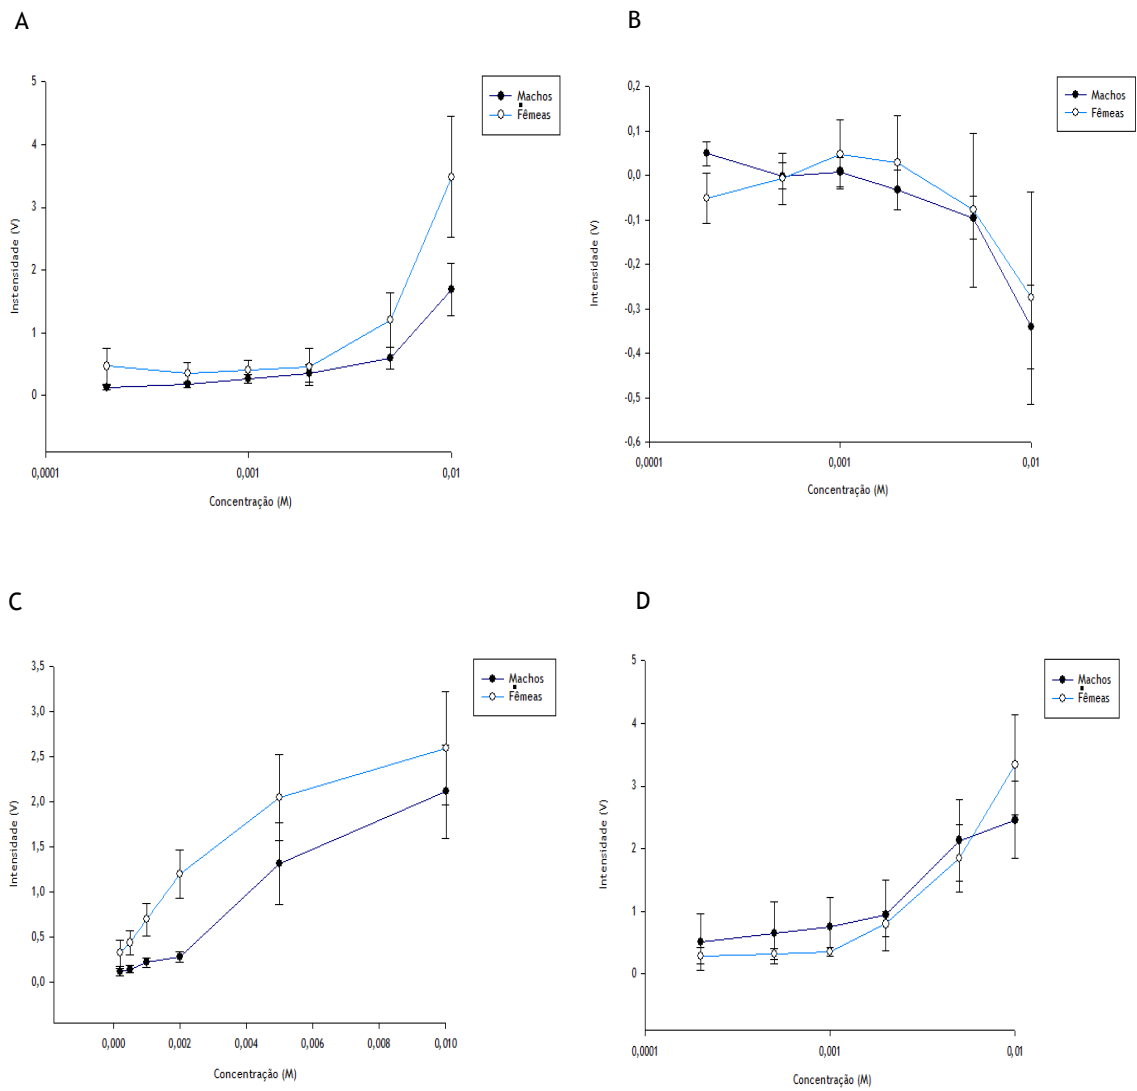 A
5
4
3
2
1
0
Instensidade (V)
0,0001
0,001
0,01
Concentração (M)
Machos
Fêmeas
B
0,2
0,1
0,0
-0,1
-0,2
-0,3
-0,4
-0,5
-0,6
Intensidade (V)
0,0001
0,001
0,01
Concentração (M)
Machos
Fêmeas
C
3,5
3,0
2,5
2,0
1,5
1,0
0,5
0,0
Intensidade (V)
0,000
0,002
0,004
0,006
0,008
0,010
Concentração (M)
Machos
Fêmeas
D
5
4
3
2
1
0
Intensidade (V)
0,0001
0,001
0,01
Concentração (M)
Machos
Fêmeas